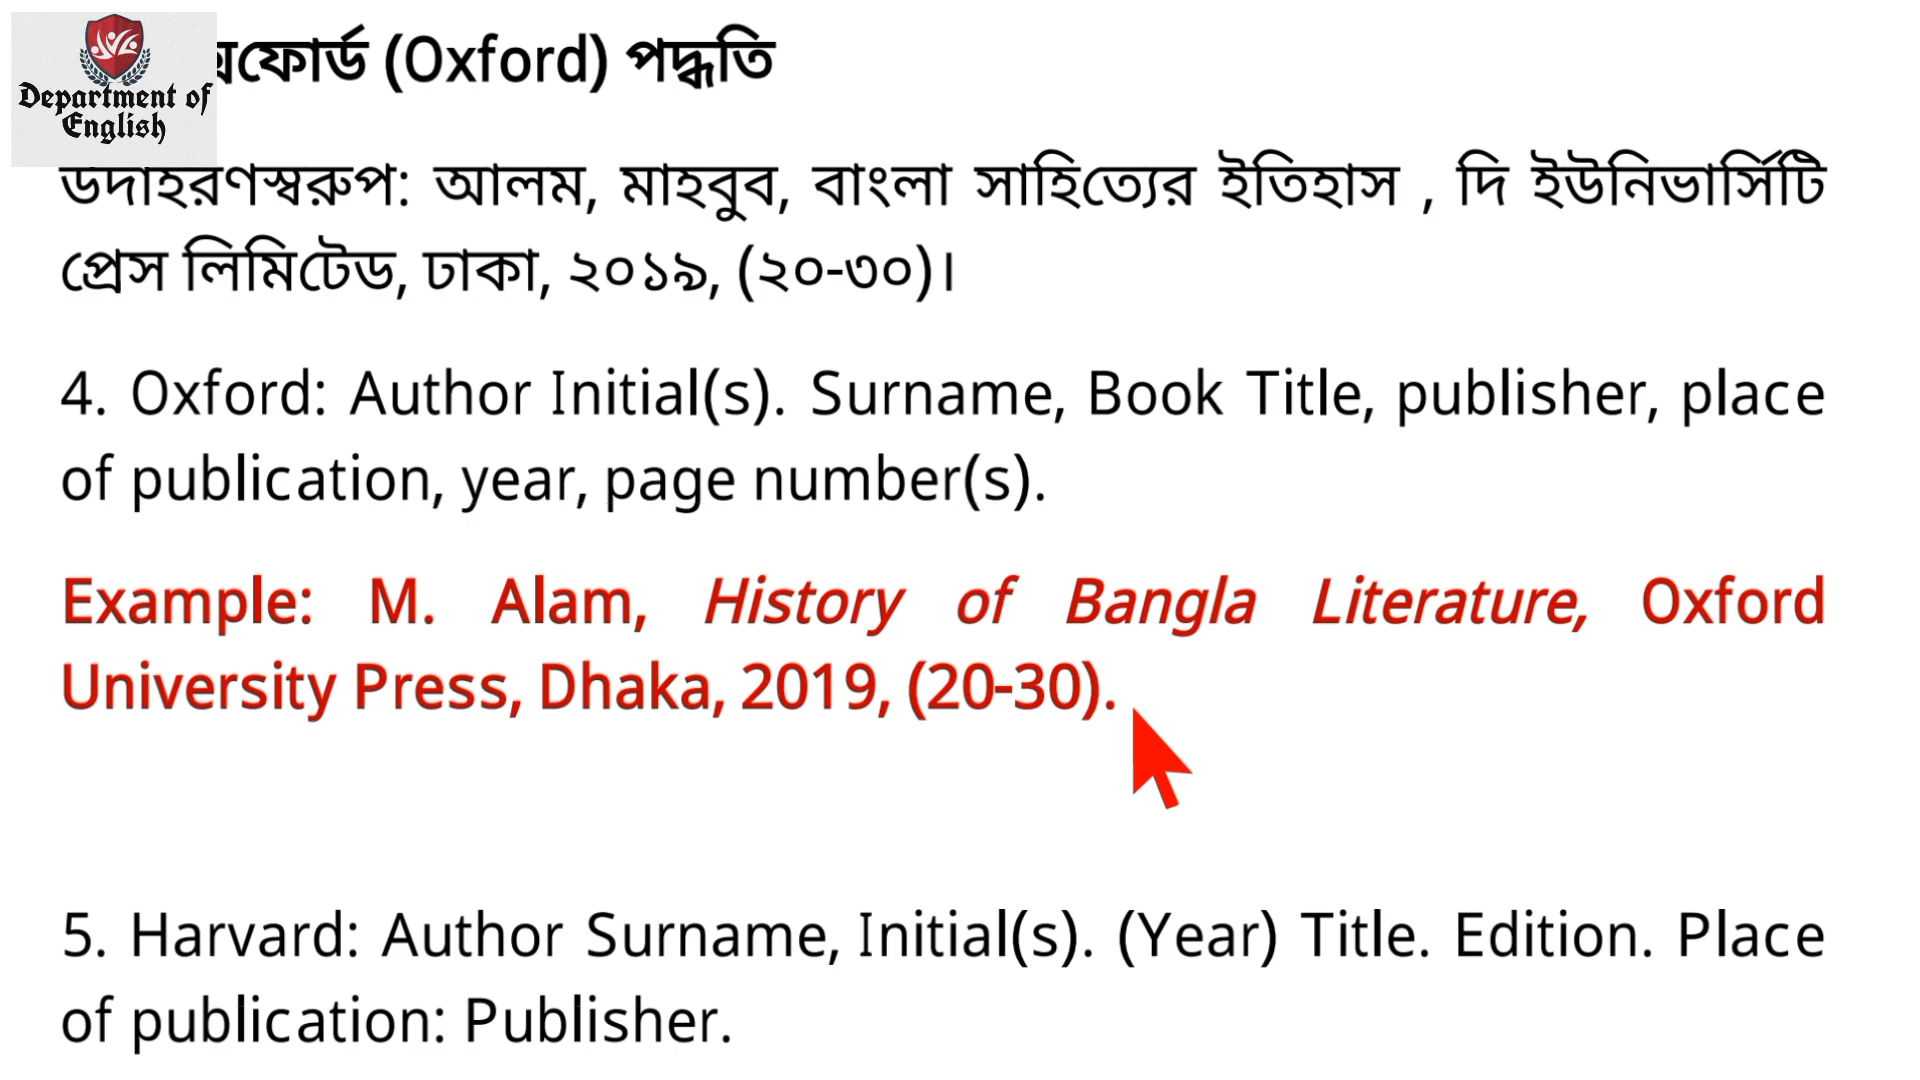 Department of
English
(Oxford) পদ্ধতি
উদাহরণস্বরুপ: আলম, মাহবুব, বাংলা সাহিত্যের ইতিহাস , দি ইউনিভার্সিটি
প্রেস লিমিটেড, ঢাকা, ২০১৯, (২০-৩০)।
4. Oxford: Author Initial(s). Surname, Book Title, publisher, place
of publication, year, page number(s).
Example: M. Alam, History of Bangla Literature, Oxford
University Press, Dhaka, 2019, (20-30).
5. Harvard: Author Surname, Initial(s). (Year) Title. Edition. Place
of publication: Publisher.